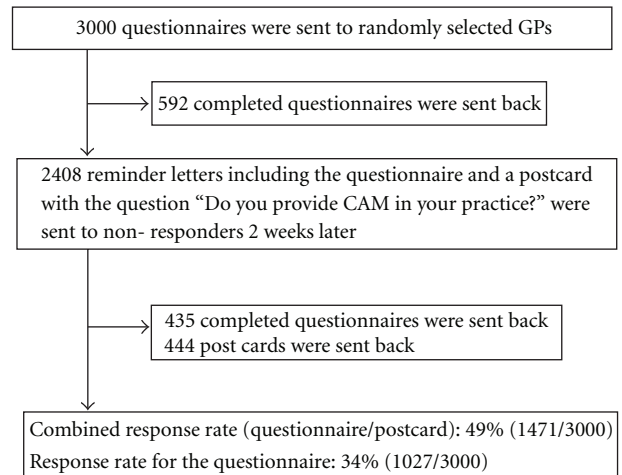 3000 questionnaires were sent to randomly selected GPs
592 completed questionnaires were sent back
2408 reminder letters including the questionnaire and a postcard
with the question “Do you provide CAM in your practice?” were
sent to non- responders 2 weeks later
435 completed questionnaires were sent back
444 post cards were sent back
Combined response rate (questionnaire/postcard): 49% (1471/3000)
Response rate for the questionnaire: 34% (1027/3000)